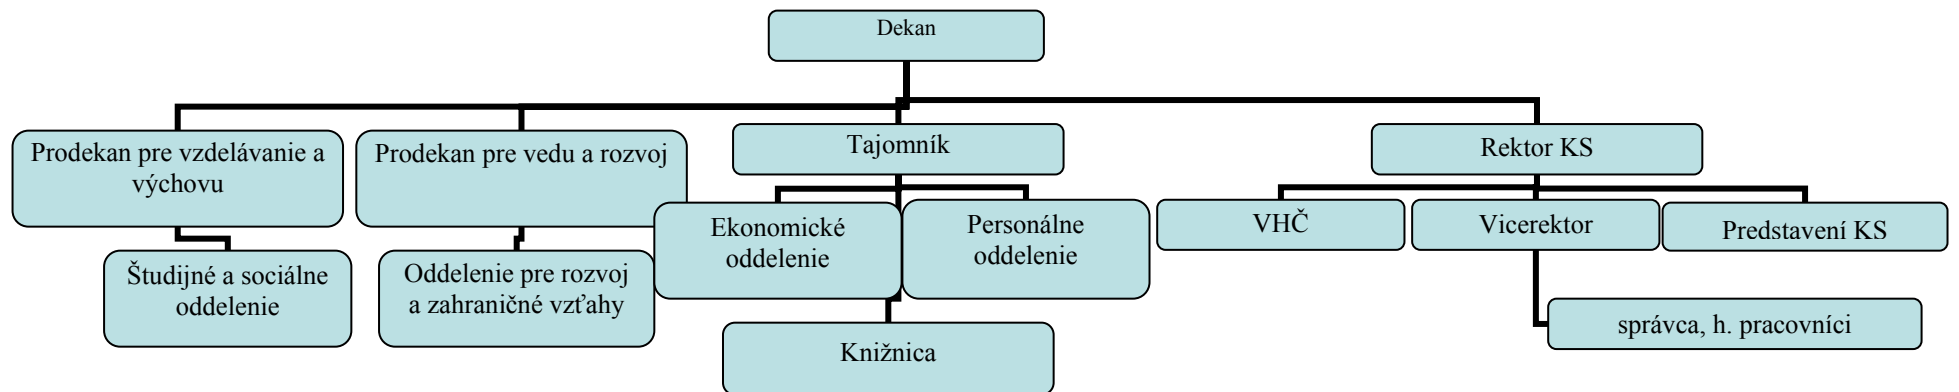 Dekan
Prodekan pre vzdelávanie a
výchovu
Prodekan pre vedu a rozvoj
Tajomník
Rektor KS
Študijné a sociálne
oddelenie
Oddelenie pre rozvoj
a zahraničné vzťahy
Ekonomické
oddelenie
Personálne
oddelenie
Knižnica
VHČ
Vicerektor
Predstavení KS
správca, h. pracovníci